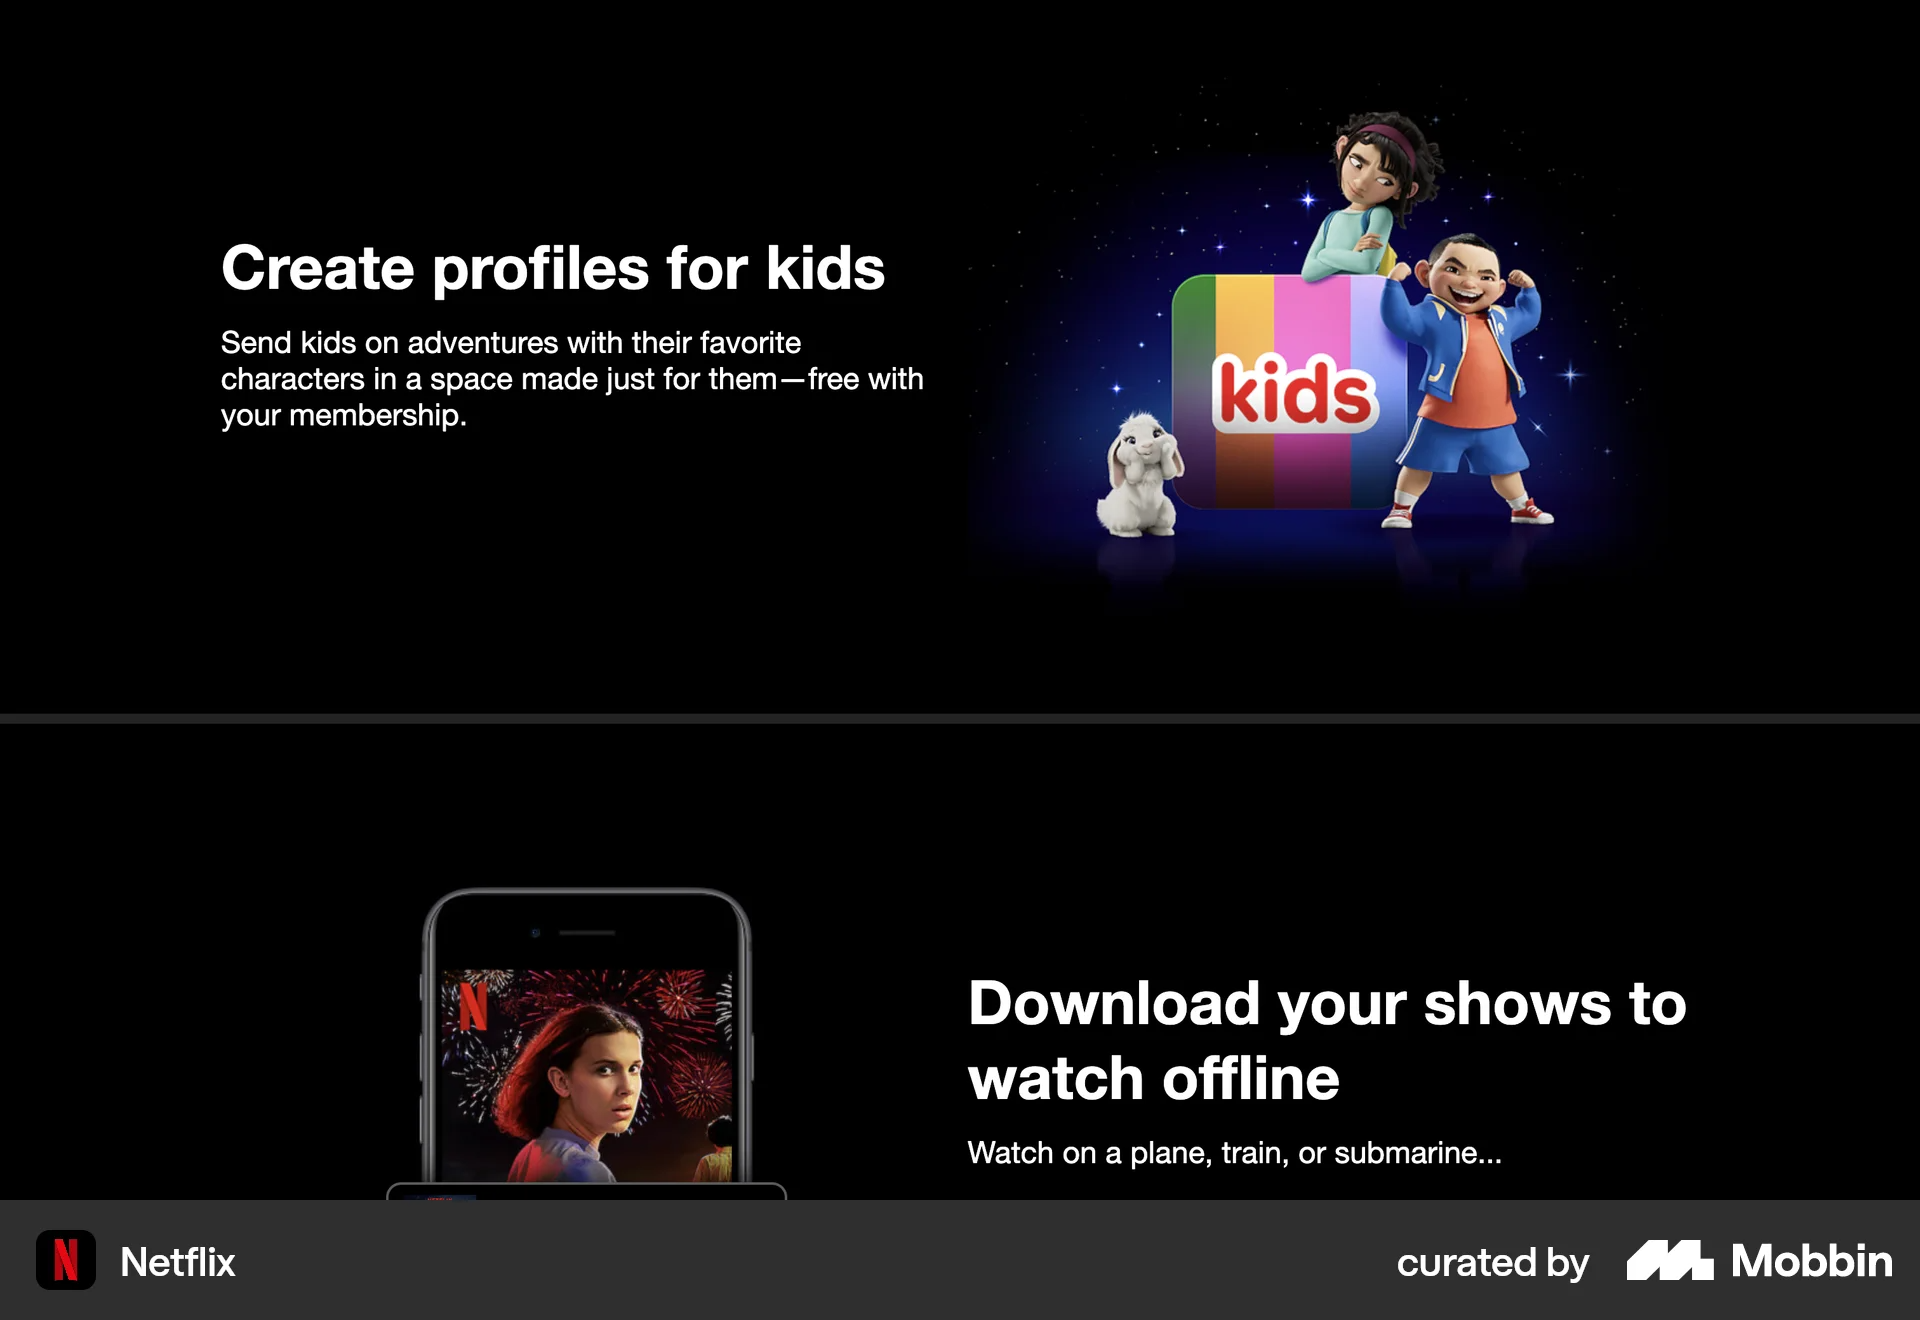 Create profiles for kids
Send kids on adventures with their favorite
characters in a space made just for them—free with
your membership.
kids
J
N
Download your shows to
watch offline
Watch on a plane, train, or submarine...
N
Netflix
curated by
Mobbin